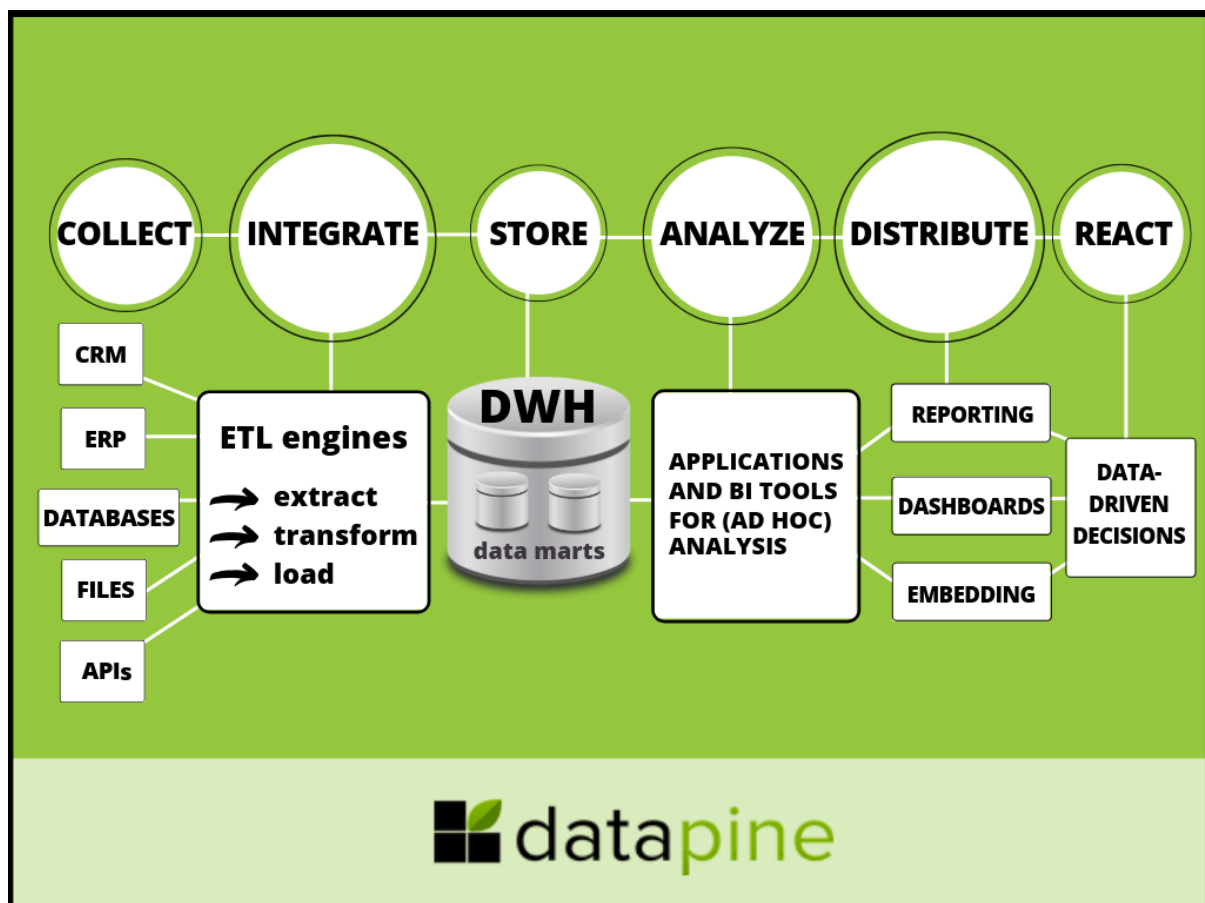 COLLECT
INTEGRATE
STORE
ANALYZE
DISTRIBUTE
REACT
CRM
ERP
DATABASES
FILES
APIs
ETL engines
extract
transform
load
DWH
data marts
APPLICATIONS
AND BI TOOLS
FOR (AD HOC)
ANALYSIS
REPORTING
DASHBOARDS
EMBEDDING
DATA-
DRIVEN
DECISIONS
datapine